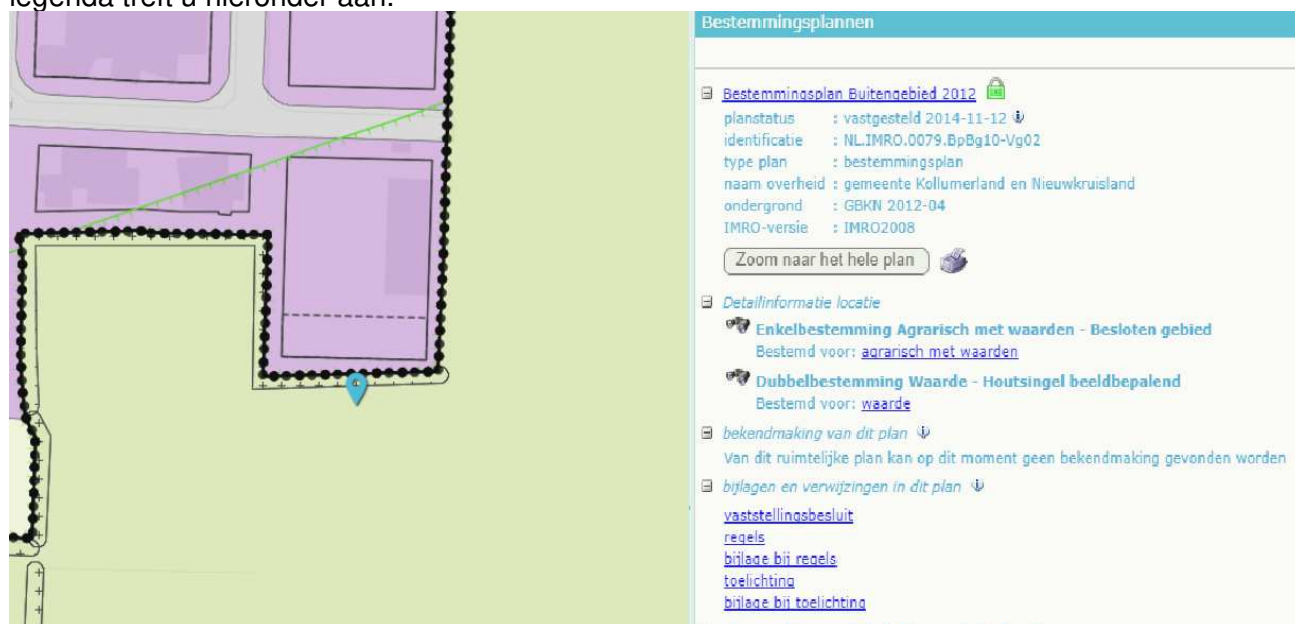 legenda treft u hieronder aan.
Bestemmingsplannen
Bestemmingsplan Buitengebied 2012
planstatus : vastgesteld 2014-11-12
identificatie : NL.IMRO.0079.BpBg10-Vg02
type plan : bestemmingsplan
naam overheid : gemeente Kollumerland en Nieuwkruisland
ondergrond : GBKN 2012-04
IMRO-versie : IMRO2008
Zoom naar het hele plan
Detailinformatie locatie
Enkelbestemming Agrarisch met waarden - Besloten gebied
Bestemd voor: agrarisch met waarden
Dubbelbestemming Waarde - Houtsingel beeldbepalend
Bestemd voor: waarde
bekendmaking van dit plan
Van dit ruimtelijke plan kan op dit moment geen bekendmaking gevonden worden
bijlagen en verwijzingen in dit plan
vaststellingsbesluit
regels
bijlage bij regels
toelichting
bijlage bij toelichting